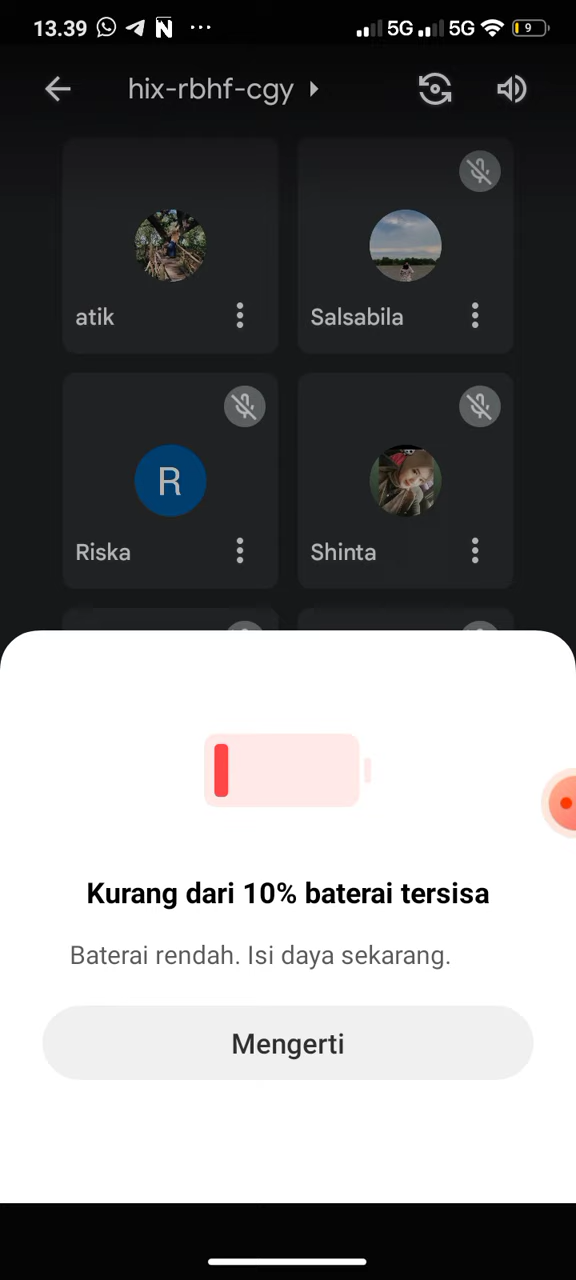 13.39 N ... 5G 5G 9
hix-rbhf-cgy
atik
Salsabila
R
Riska
Shinta
Kurang dari 10% baterai tersisa
Baterai rendah. Isi daya sekarang.
Mengerti